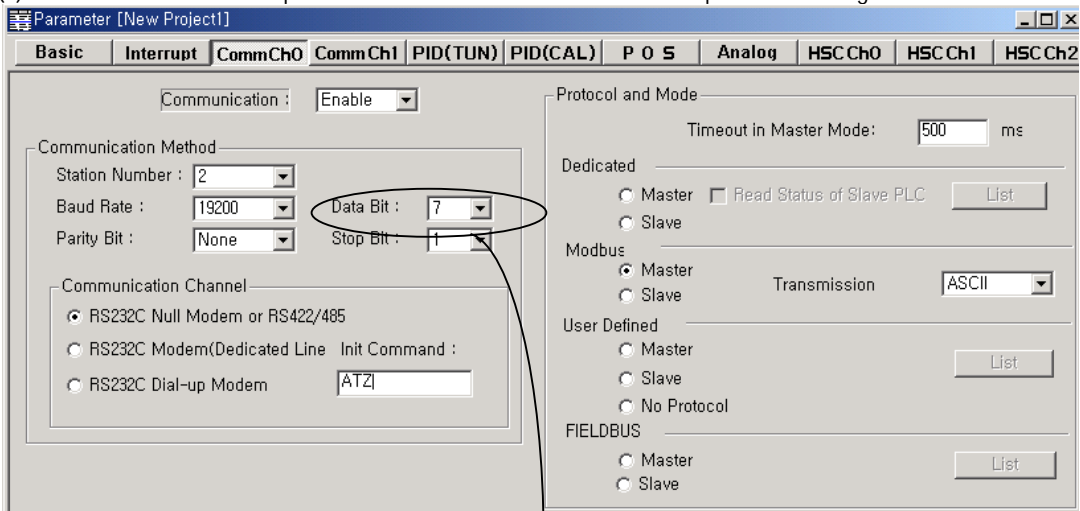 Parameter [New Project1]
Basic Interrupt CommCh0 CommCh1 PID(TUN) PID(CAL) P O S Analog HSCCh0 HSCCh1 HSCCh2
Communication : Enable
Communication Method
Station Number : 2
Baud Rate : 19200 Data Bit : 7
Parity Bit : None Stop Bit : 1
Communication Channel
RS232C Null Modem or RS422/485
RS232C Modem(Dedicated Line Init Command :
RS232C Dial-up Modem ATZ
Protocol and Mode
Timeout in Master Mode: 500 ms
Dedicated
Master Read Status of Slave PLC List
Slave
Modbus
Master
Transmission ASCII
Slave
User Defined
Master
List
Slave
No Protocol
FIELDBUS
Master List
Slave